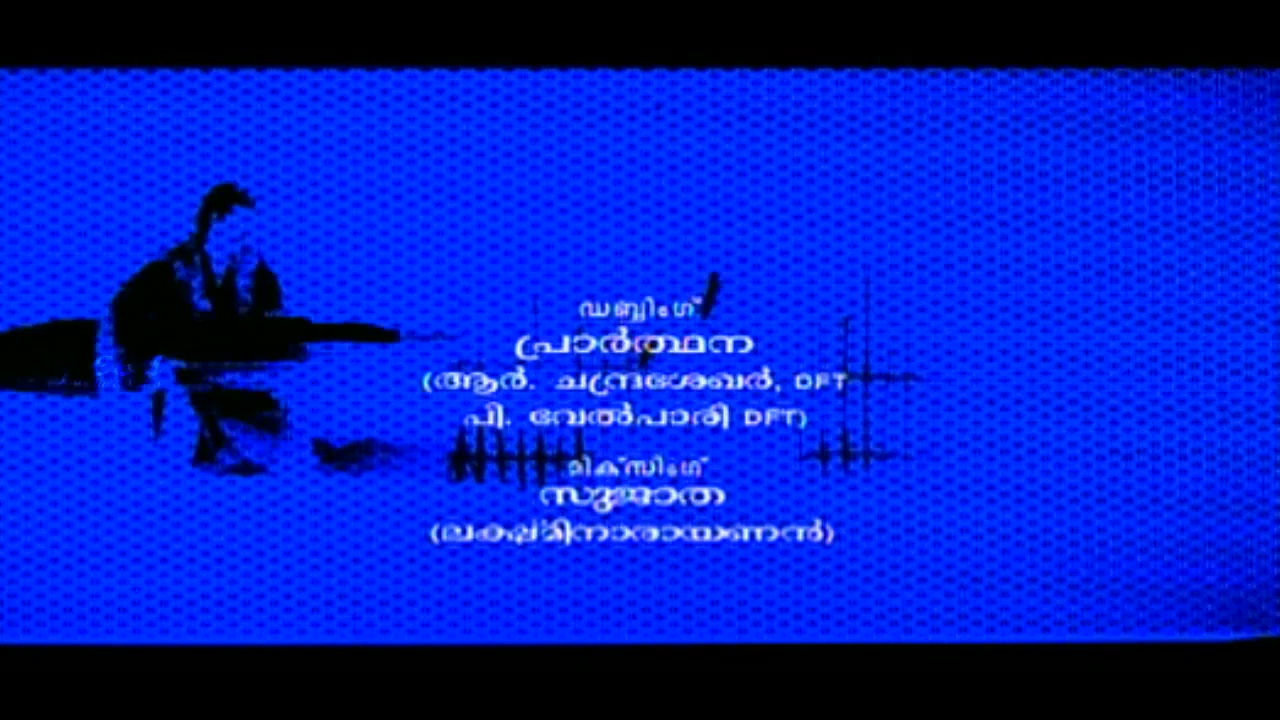 ഡബ്ബിംഗ്
പ്രാർത്ഥന
(ആർ. ചന്ദ്രശേഖർ, DFT
പി. വേൽപാരി DFT)
മിക്സിംഗ്
സുജാത
(ലക്ഷ്മിനാരായണൻ)